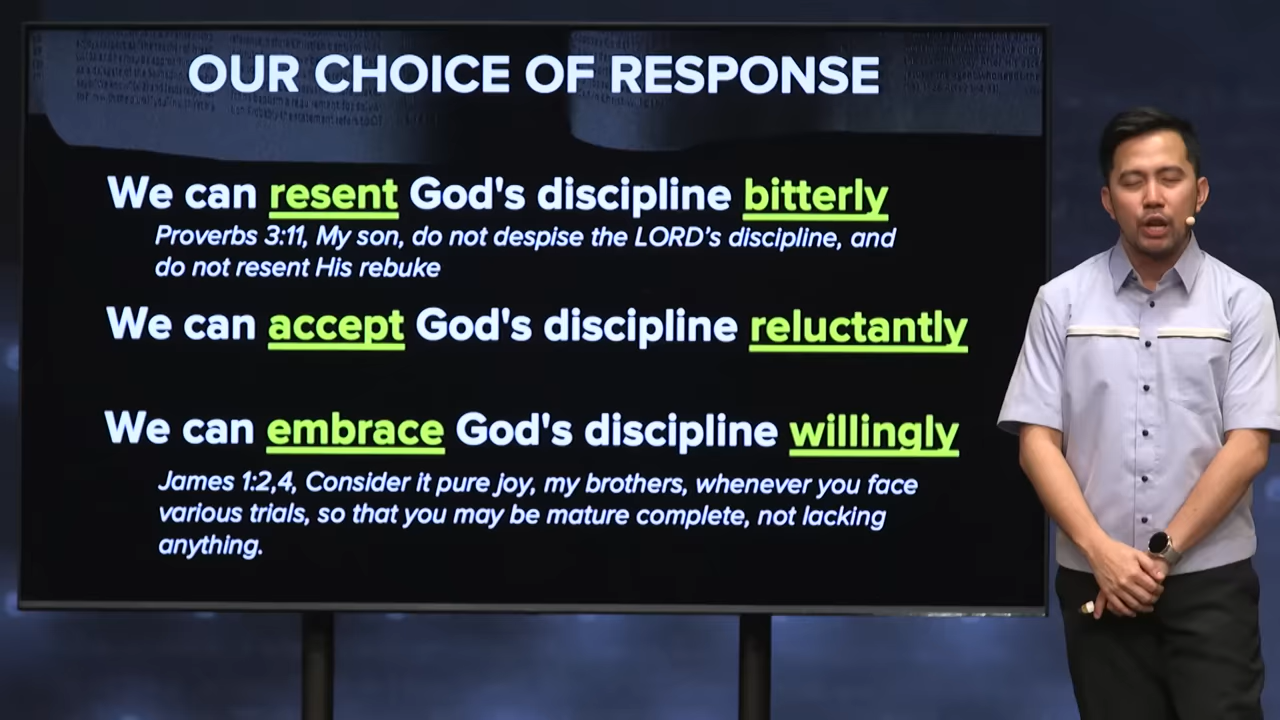 OUR CHOICE OF RESPONSE
We can resent God's discipline bitterly
Proverbs 3:11, My son, do not despise the LORD's discipline, and
do not resent His rebuke
We can accept God's discipline reluctantly
We can embrace God's discipline willingly
James 1:2,4, Consider it pure joy, my brothers, whenever you face
various trials, so that you may be mature complete, not lacking
anything.